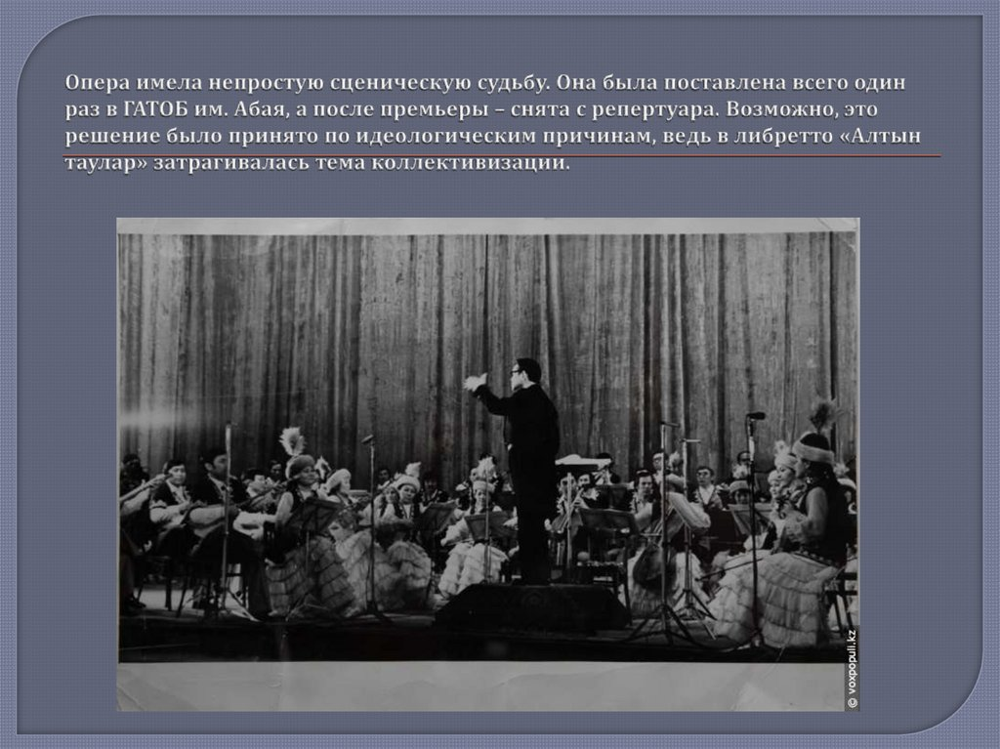 Опера имела непростую сценическую судьбу. Она была поставлена всего один
раз в ГАТОБ им. Абая, а после премьеры – снята с репертуара. Возможно, это
решение было принято по идеологическим причинам, ведь в либретто «Алтын
таулар» затрагивалась тема коллективизации.
© voxpopuli.kz